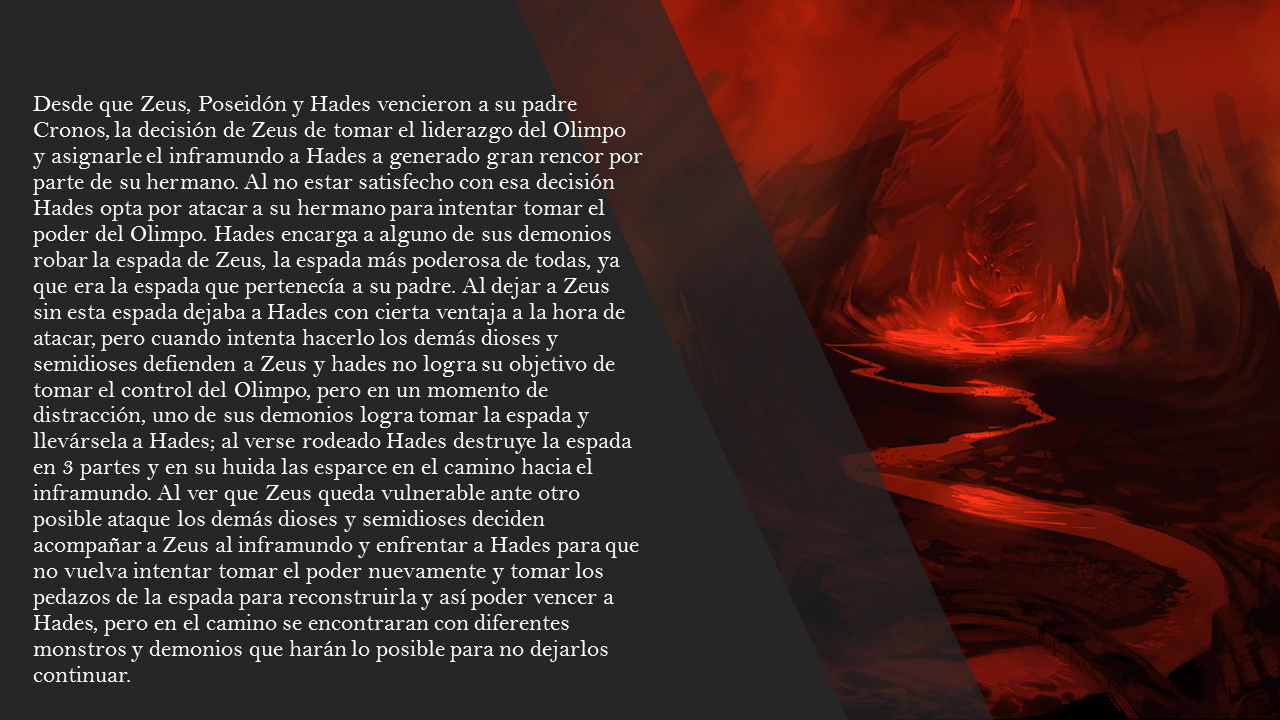 Desde que Zeus, Poseidón y Hades vencieron a su padre
Cronos, la decisión de Zeus de tomar el liderazgo del Olimpo
y asignarle el inframundo a Hades a generado gran rencor por
parte de su hermano. Al no estar satisfecho con esa decisión
Hades opta por atacar a su hermano para intentar tomar el
poder del Olimpo. Hades encarga a alguno de sus demonios
robar la espada de Zeus, la espada más poderosa de todas, ya
que era la espada que pertenecía a su padre. Al dejar a Zeus
sin esta espada dejaba a Hades con cierta ventaja a la hora de
atacar, pero cuando intenta hacerlo los demás dioses y
semidioses defienden a Zeus y hades no logra su objetivo de
tomar el control del Olimpo, pero en un momento de
distracción, uno de sus demonios logra tomar la espada y
llevársela a Hades; al verse rodeado Hades destruye la espada
en 3 partes y en su huida las esparce en el camino hacia el
inframundo. Al ver que Zeus queda vulnerable ante otro
posible ataque los demás dioses y semidioses deciden
acompañar a Zeus al inframundo y enfrentar a Hades para que
no vuelva intentar tomar el poder nuevamente y tomar los
pedazos de la espada para reconstruirla y así poder vencer a
Hades, pero en el camino se encontraran con diferentes
monstros y demonios que harán lo posible para no dejarlos
continuar.